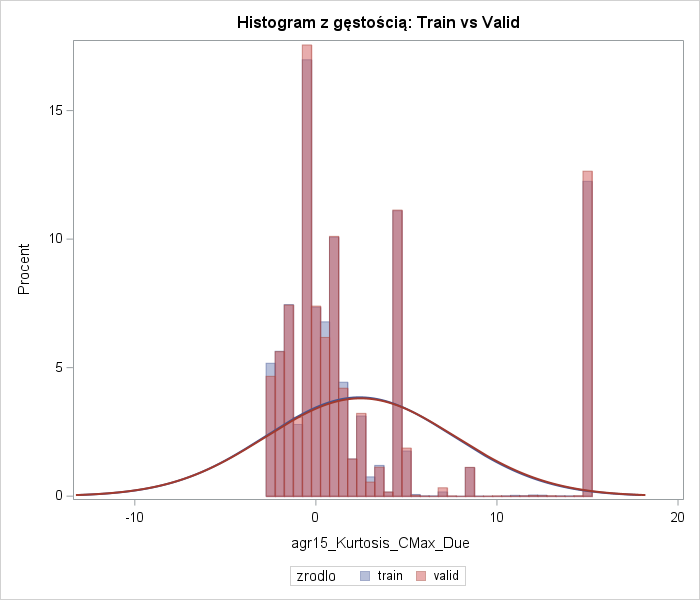 Histogram z gęstością: Train vs Valid
Procent
15
10
5
0
-10
0
10
20
agr15_Kurtosis_CMax_Due
zrodlo train valid